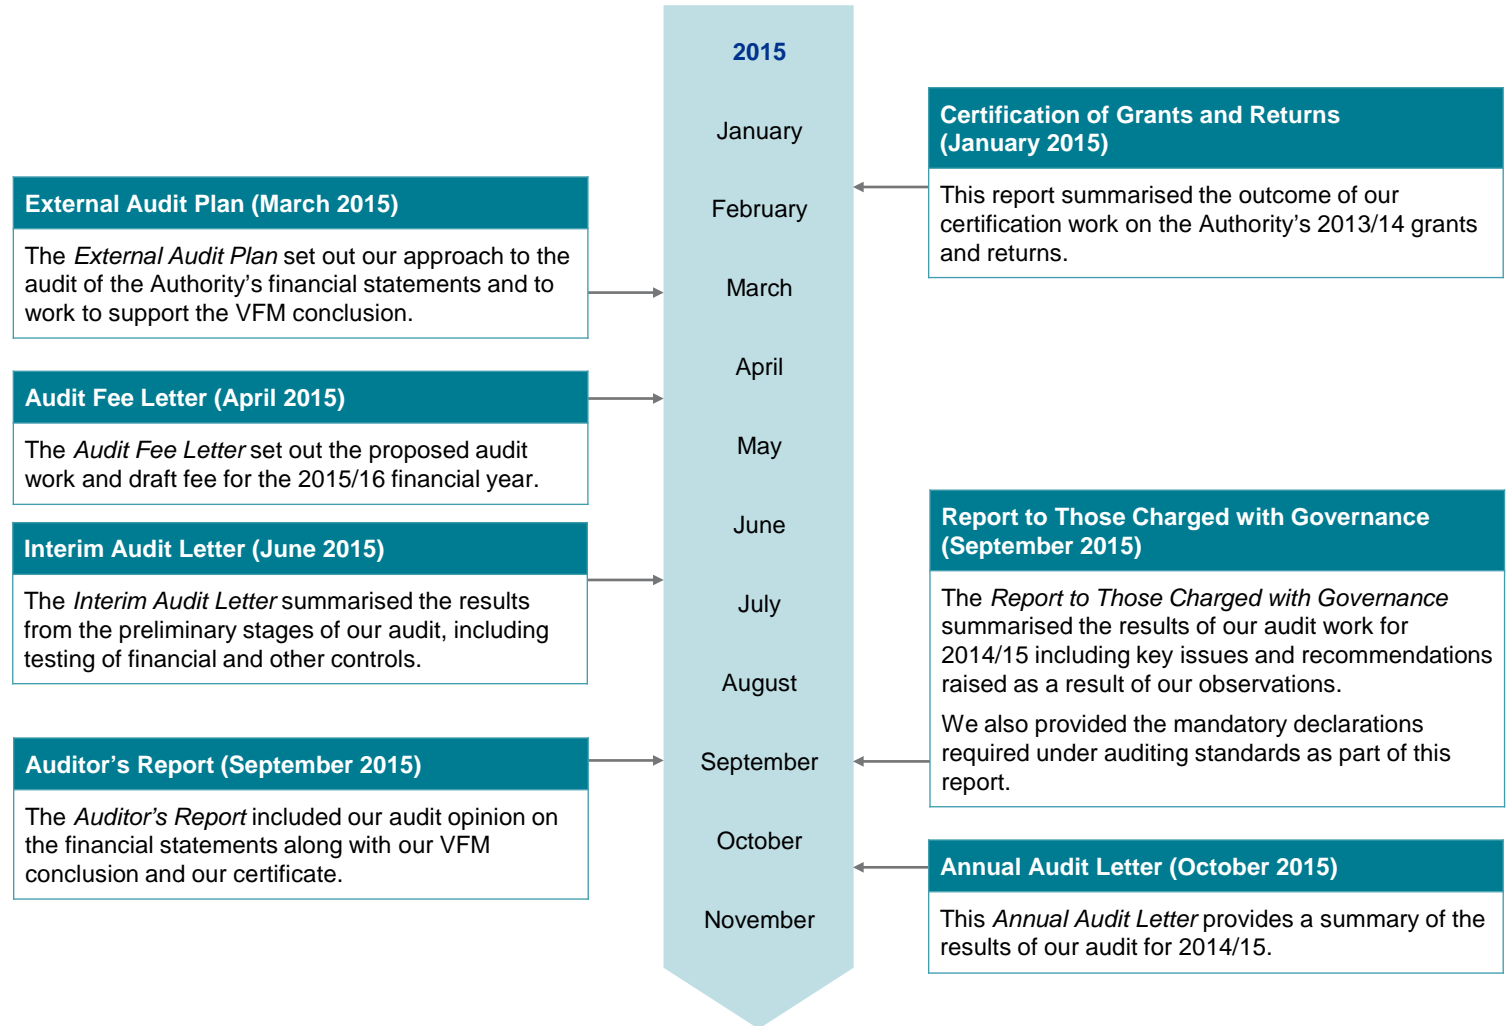 External Audit Plan (March 2015)
The External Audit Plan set out our approach to the
audit of the Authority's financial statements and to
work to support the VFM conclusion.
Audit Fee Letter (April 2015)
The Audit Fee Letter set out the proposed audit
work and draft fee for the 2015/16 financial year.
Interim Audit Letter (June 2015)
The Interim Audit Letter summarised the results
from the preliminary stages of our audit, including
testing of financial and other controls.
Auditor's Report (September 2015)
The Auditor's Report included our audit opinion on
the financial statements along with our VFM
conclusion and our certificate.
2015
January
February
March
April
May
June
July
August
September
October
November
Certification of Grants and Returns
(January 2015)
This report summarised the outcome of our
certification work on the Authority's 2013/14 grants
and returns.
Report to Those Charged with Governance
(September 2015)
The Report to Those Charged with Governance
summarised the results of our audit work for
2014/15 including key issues and recommendations
raised as a result of our observations.
We also provided the mandatory declarations
required under auditing standards as part of this
report.
Annual Audit Letter (October 2015)
This Annual Audit Letter provides a summary of the
results of our audit for 2014/15.